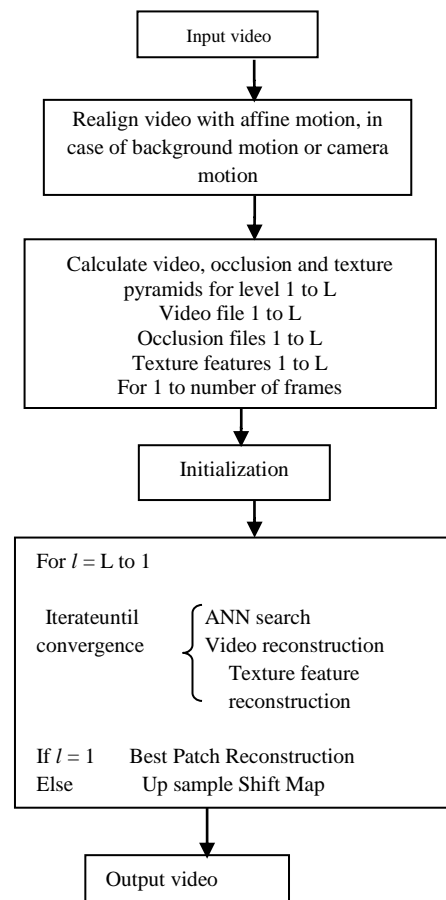 Input video
Realign video with affine motion, in
case of background motion or camera
motion
Calculate video, occlusion and texture
pyramids for level 1 to L
Video file 1 to L
Occlusion files 1 to L
Texture features 1 to L
For 1 to number of frames
Initialization
For l = L to 1
Iterateuntil
convergence
ANN search
Video reconstruction
Texture feature
reconstruction
If l = 1 Best Patch Reconstruction
Else Up sample Shift Map
Output video